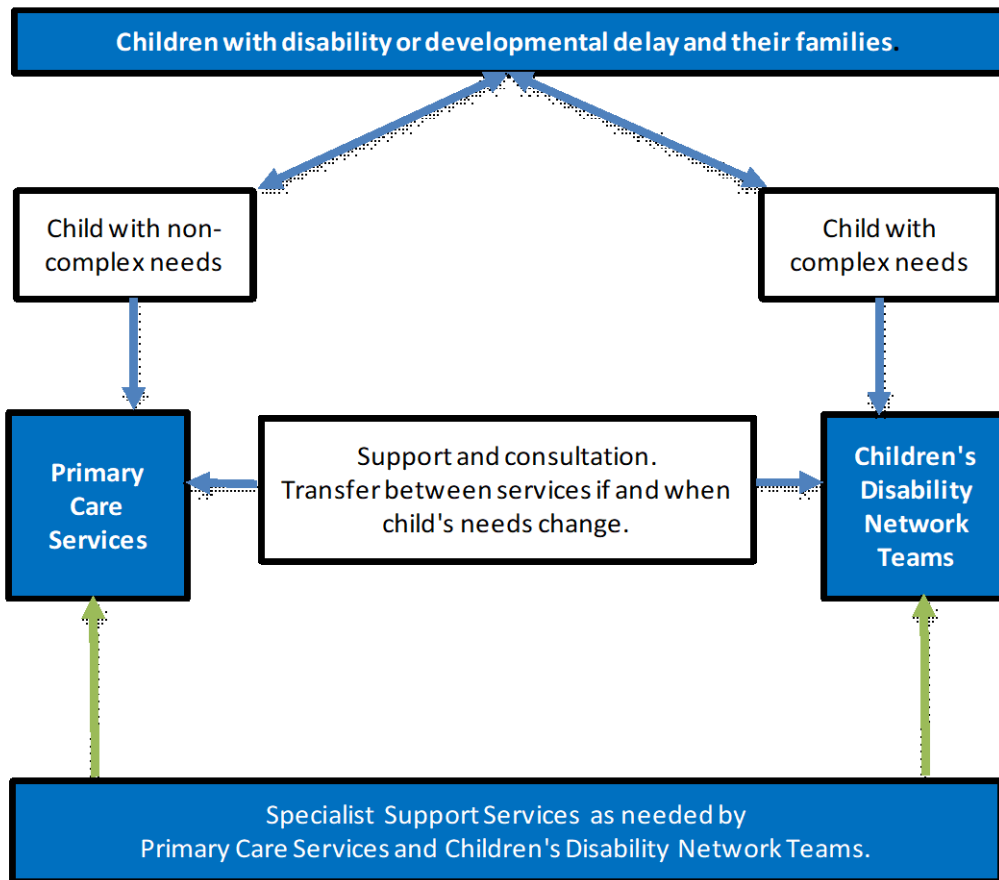 Children with disability or developmental delay and their families.
Child with non-
complex needs
Child with
complex needs
Primary
Care
Services
Support and consultation.
Transfer between services if and when
child's needs change.
Children's
Disability
Network
Teams
Specialist Support Services as needed by
Primary Care Services and Children's Disability Network Teams.